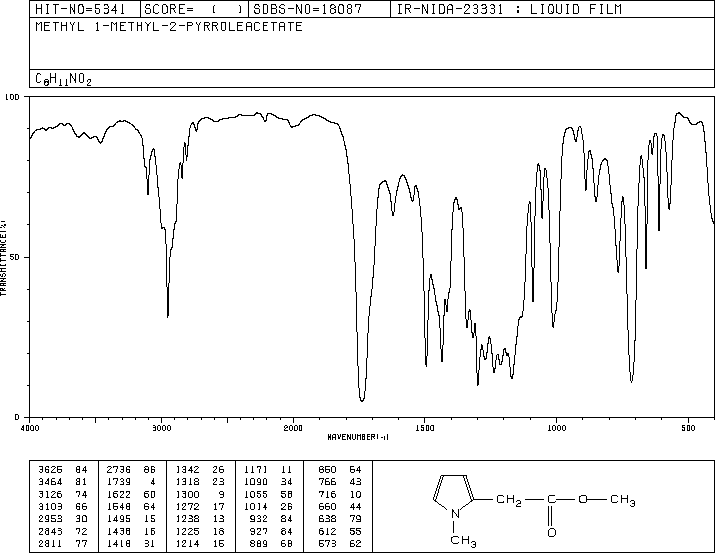 HIT-NO=5341 SCORE= ( ) SDBS-NO=18087 IR-NIDA-23331 : LIQUID FILM
METHYL 1-METHYL-2-PYRROLEACETATE
C8H11NO2
100
50
0
TRANSMITTANCE(%)
4000 3000 2000 1500 1000 500
WAVENUMBER(-1)
3625 84 2736 86 1342 26 1171 11 850 64
3464 81 1739 4 1318 23 1090 34 766 43
3126 74 1622 60 1300 9 1055 58 716 10
3103 66 1548 64 1272 17 1014 26 660 44
2953 30 1495 15 1238 13 932 84 638 79
2843 72 1438 16 1225 18 927 84 612 55
2811 77 1418 31 1214 15 889 68 573 62
CH2 C O CH3
N
CH3 O